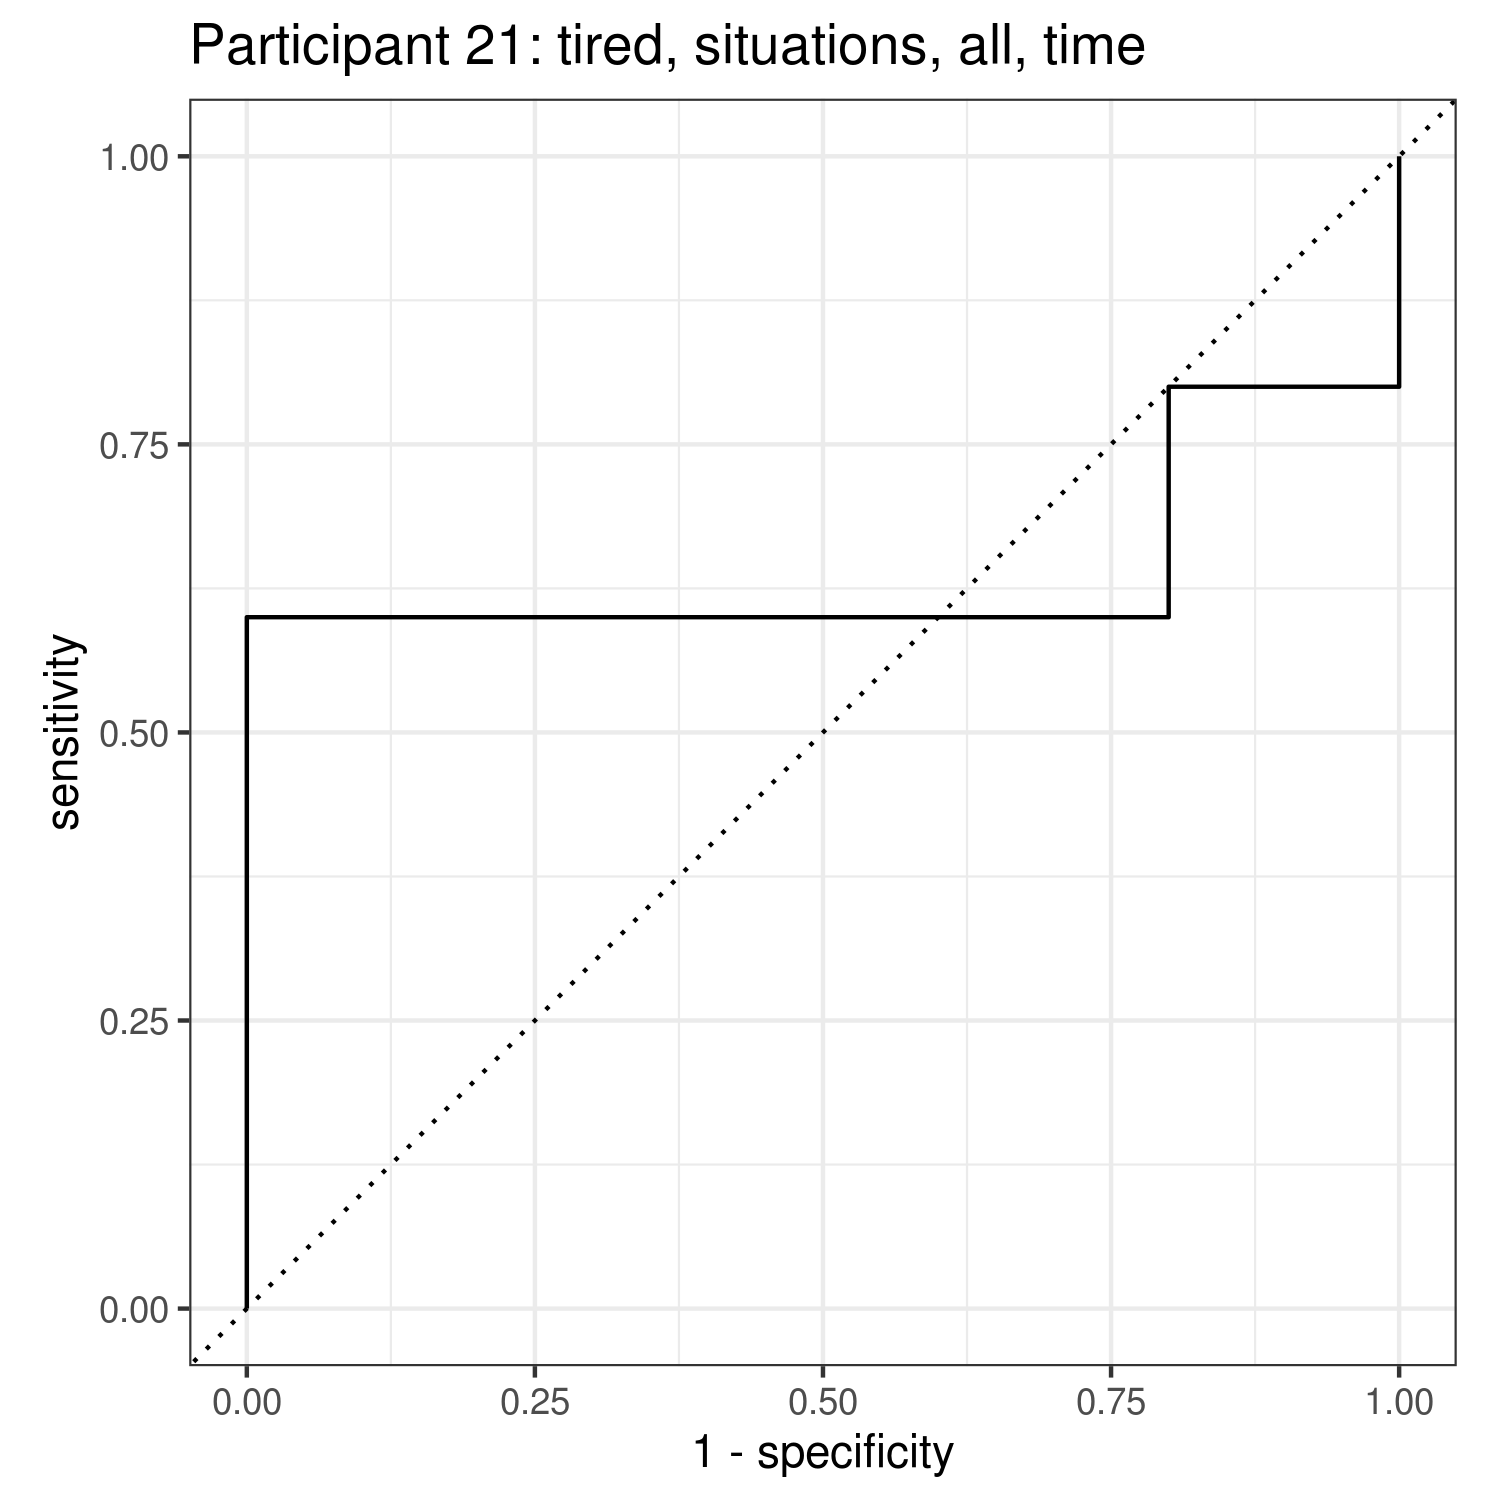 Participant 21: tired, situations, all, time
1.00
0.75
0.50
0.25
0.00
sensitivity
0.00 0.25 0.50 0.75 1.00
1 - specificity